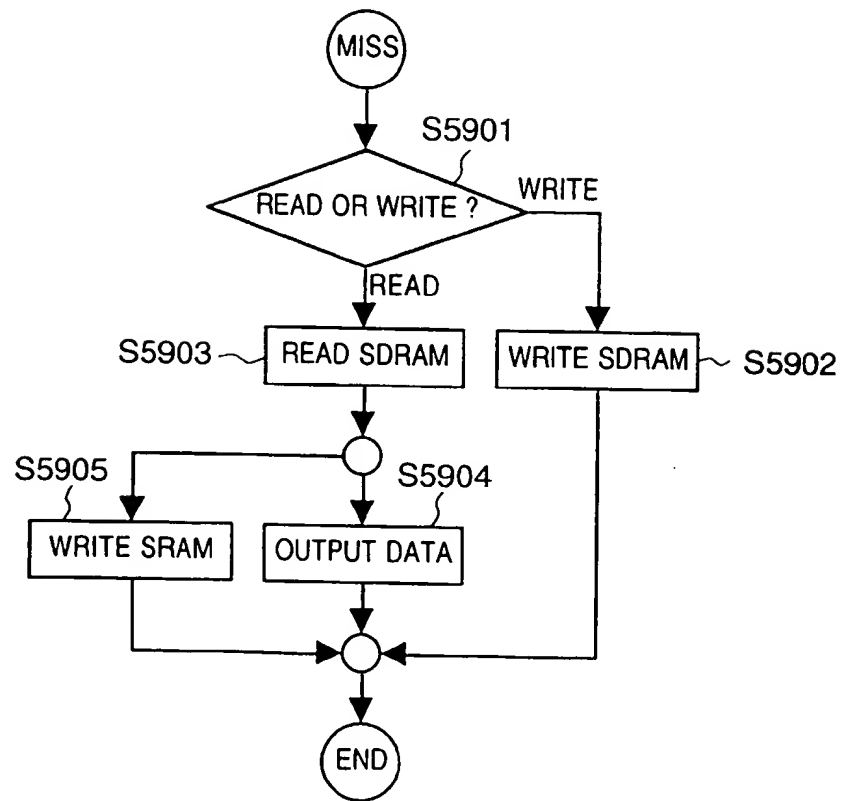 MISS
S5901
READ OR WRITE ?
WRITE
READ
S5903
READ SDRAM
WRITE SDRAM
S5902
S5905
S5904
WRITE SRAM
OUTPUT DATA
END